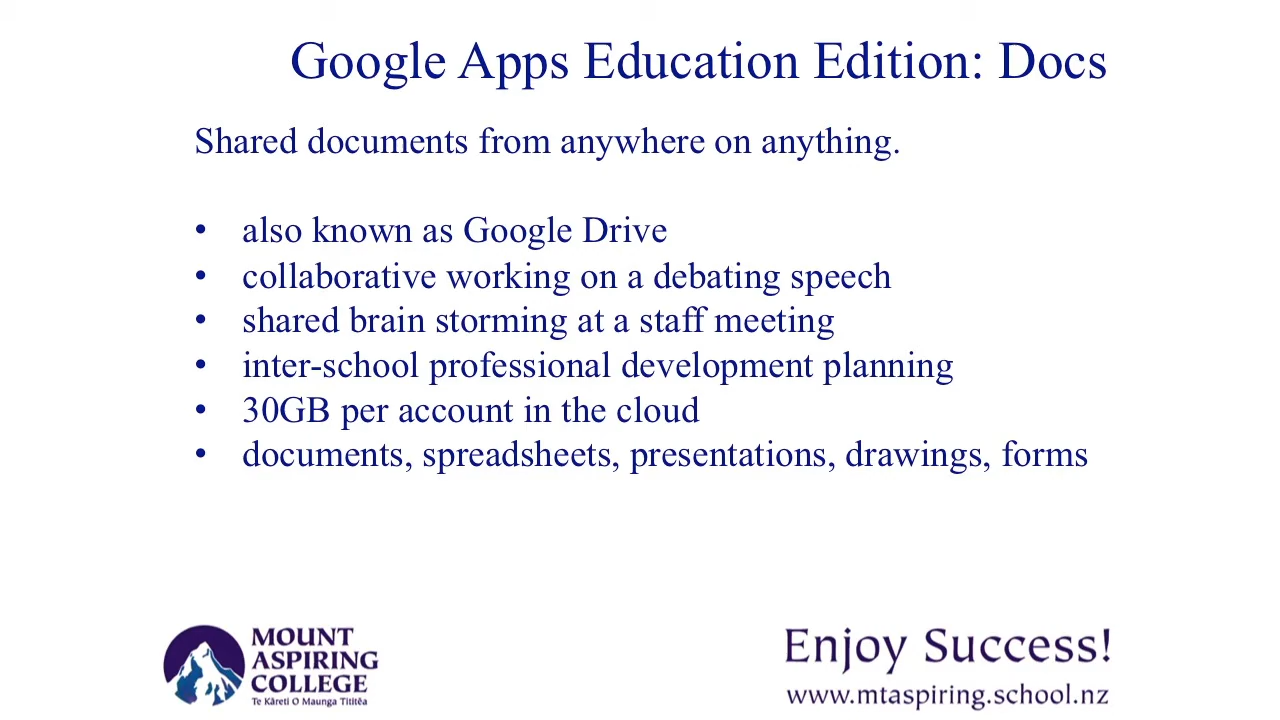 Google Apps Education Edition: Docs
Shared documents from anywhere on anything.
• also known as Google Drive
• collaborative working on a debating speech
• shared brain storming at a staff meeting
• inter-school professional development planning
• 30GB per account in the cloud
• documents, spreadsheets, presentations, drawings, forms
MOUNT
ASPIRING
COLLEGE
Te Kāreti O Maunga Tititēa
Enjoy Success!
www.mtaspiring.school.nz